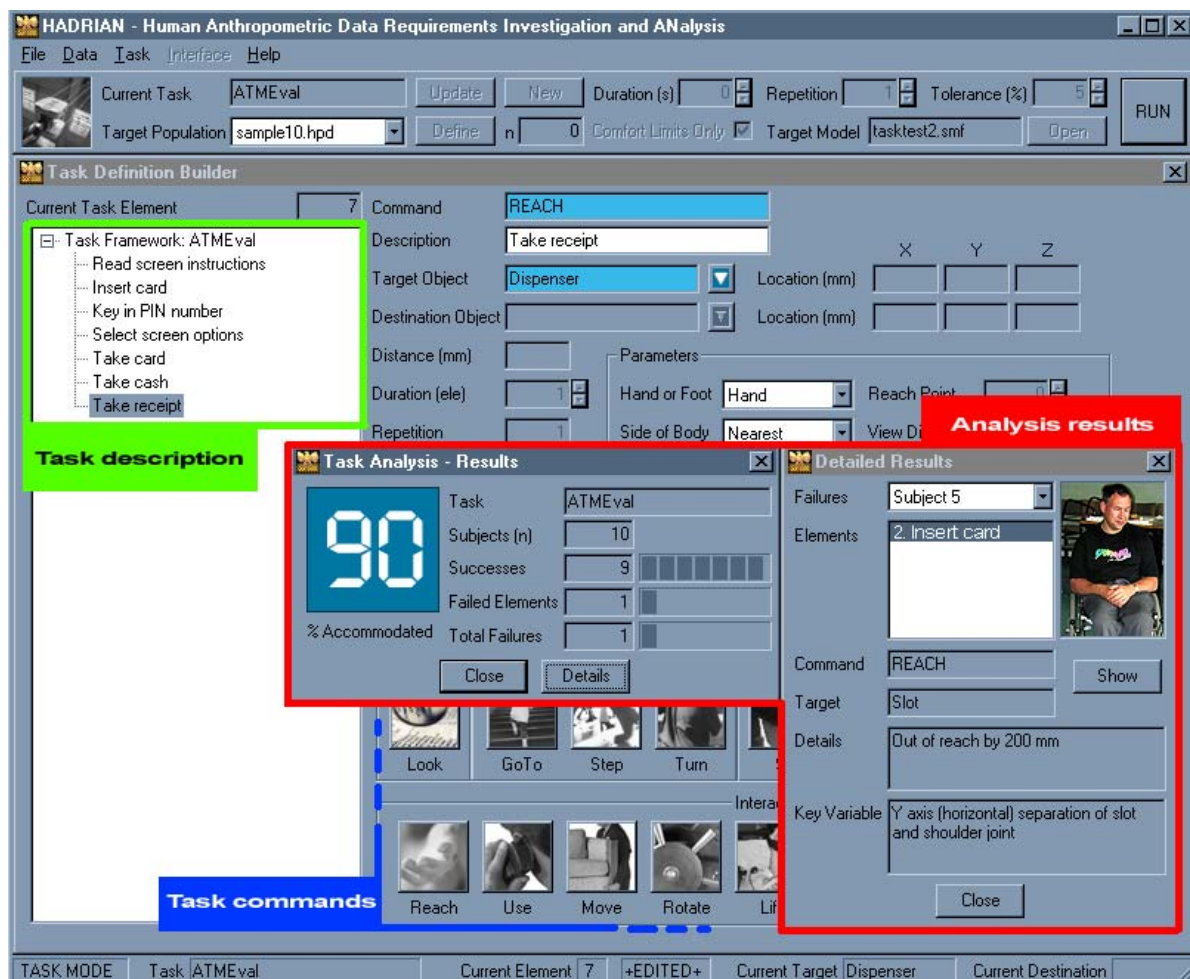 HADRIAN - Human Anthropometric Data Requirements Investigation and ANalysis
File Data Task Interface Help
Current Task ATMEval Update New Duration (s) 0 Repetition 1 Tolerance (%) 5 RUN
Target Population sample10.hpd Define n 0 Comfort Limits Only Target Model tasktest2.smf Open
Task Definition Builder
Current Task Element 7
Task Framework: ATMEval
Read screen instructions
Insert card
Key in PIN number
Select screen options
Take card
Take cash
Take receipt
Task description
Command REACH
Description Take receipt
X Y Z
Target Object Dispenser Location (mm)
Destination Object Location (mm)
Distance (mm) Parameters
Duration (ele) 1 Hand or Foot Hand Reach Point 0
Repetition 1 Side of Body Nearest View Di
Analysis results
Task Analysis - Results
90
% Accommodated
Task ATMEval
Subjects (n) 10
Successes 9
Failed Elements 1
Total Failures 1
Close Details
Detailed Results
Failures Subject 5
Elements 2. Insert card
Command REACH
Show
Target Slot
Details Out of reach by 200 mm
Key Variable Y axis (horizontal) separation of slot
and shoulder joint
Close
Look GoTo Step Turn
Interac
Reach Use Move Rotate Lif
Task commands
TASK MODE Task ATMEval Current Element 7 +EDITED+ Current Target Dispenser Current Destination